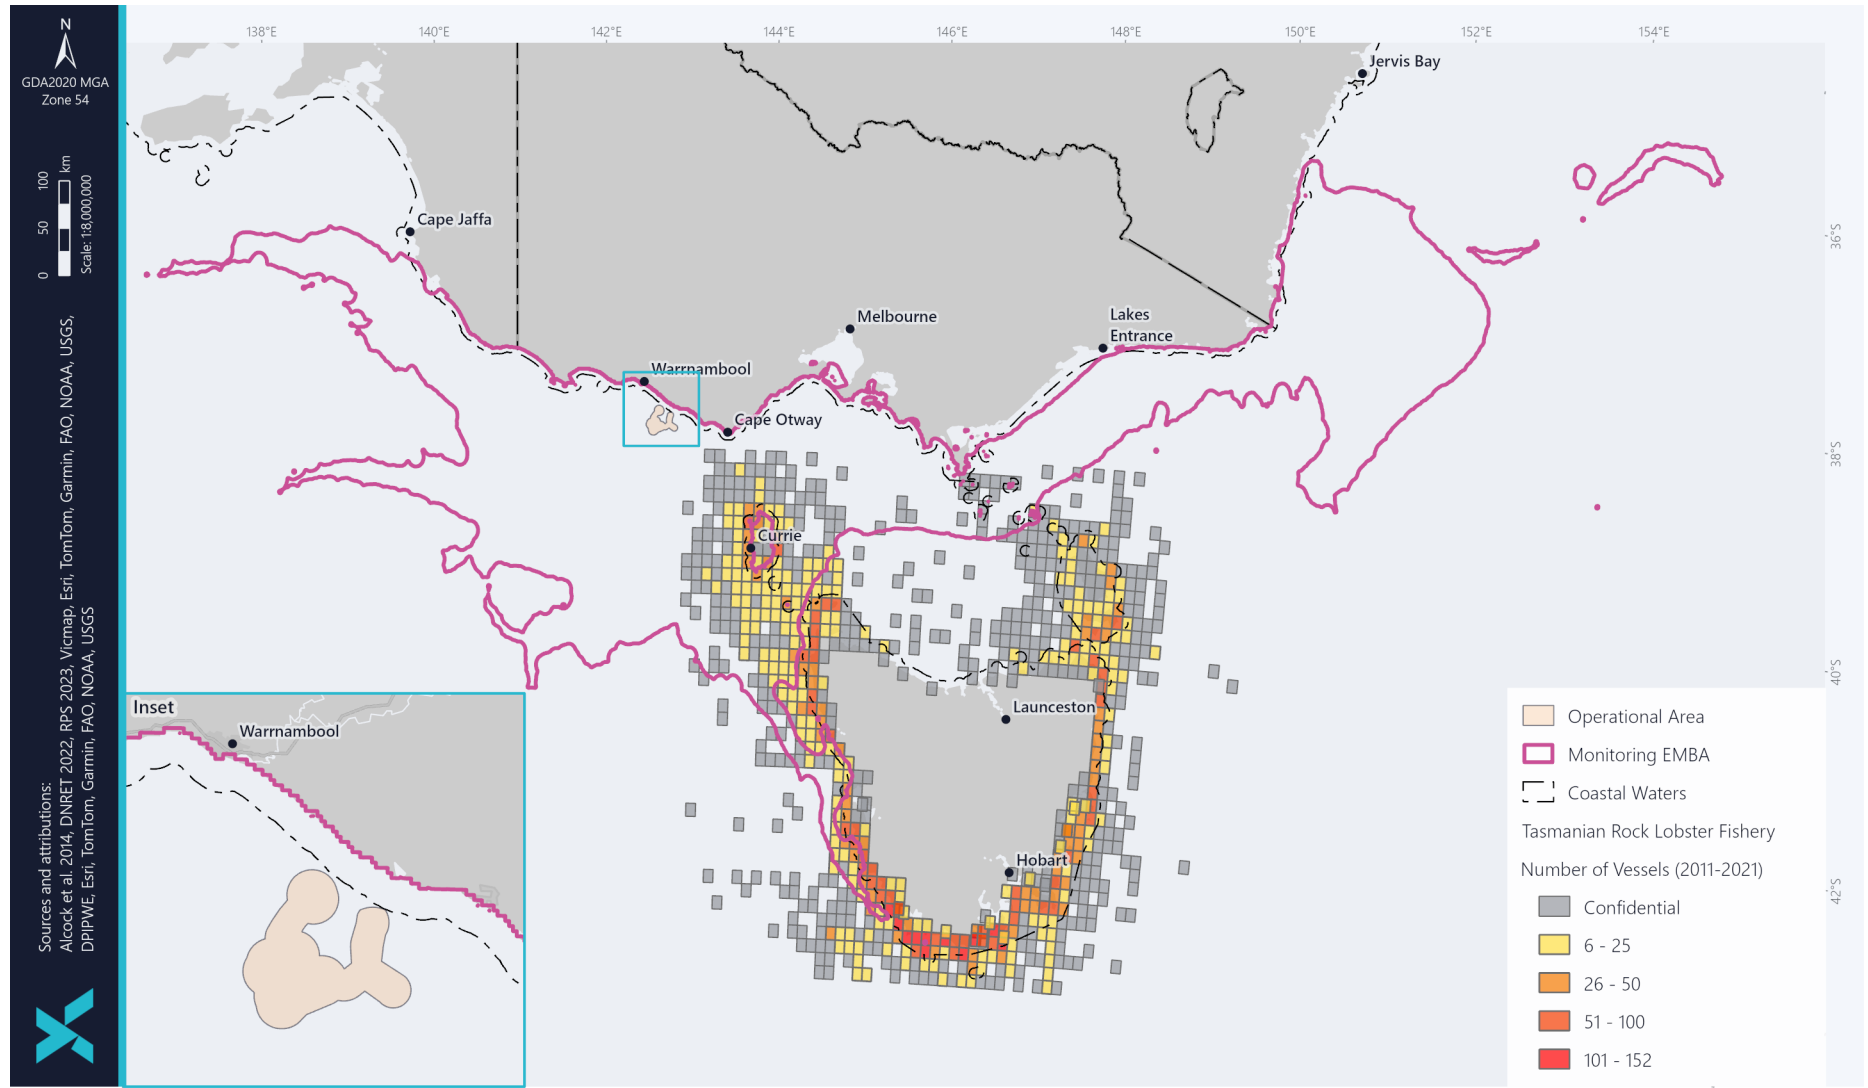 N
GDA2020 MGA
Zone 54
0 50 100 km
Scale: 1:8,000,000
Sources and attributions:
Alcock et al. 2014, DNRET 2022, RPS 2023, Vicmap, Esri, TomTom, Garmin, FAO, NOAA, USGS,
DPIPWE, Esri, TomTom, Garmin, FAO, NOAA, USGS
138°E 140°E 142°E 144°E 146°E 148°E 150°E 152°E 154°E
36°S
38°S
40°S
42°S
Jervis Bay
Cape Jaffa
Melbourne
Lakes
Entrance
Warrnambool
Cape Otway
Currie
Launceston
Hobart
Inset
Warrnambool
Operational Area
Monitoring EMBA
Coastal Waters
Tasmanian Rock Lobster Fishery
Number of Vessels (2011-2021)
Confidential
6 - 25
26 - 50
51 - 100
101 - 152